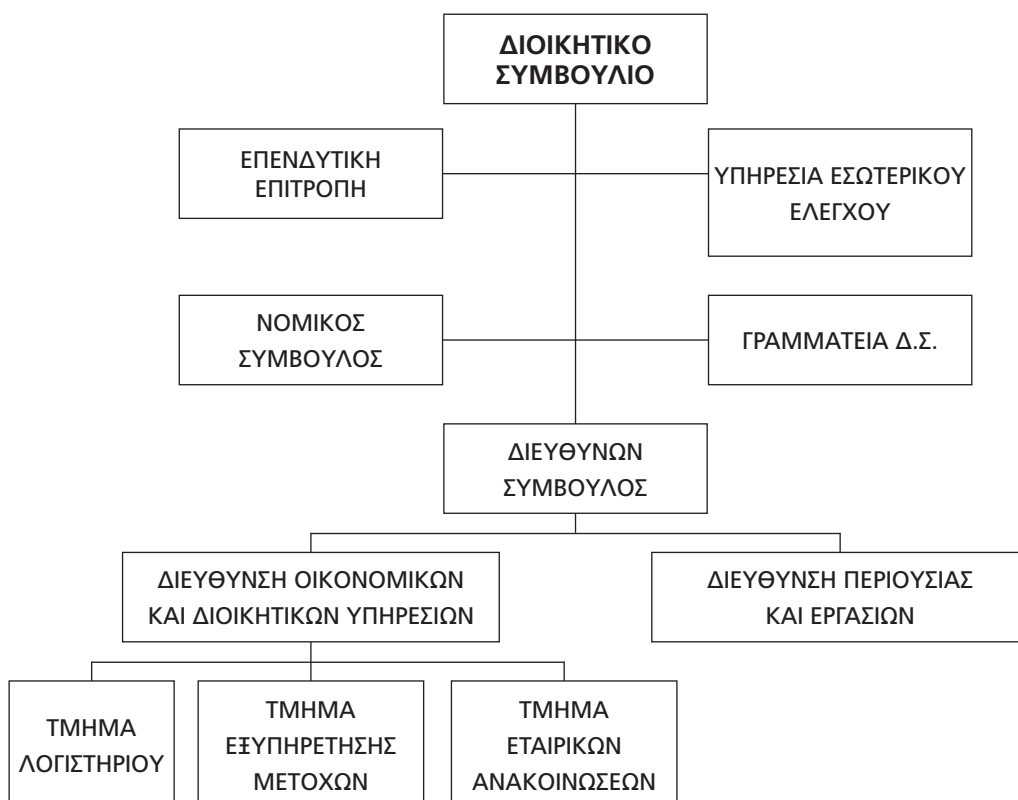 ΔΙΟΙΚΗΤΙΚΟ
ΣΥΜΒΟΥΛΙΟ
ΕΠΕΝΔΥΤΙΚΗ
ΕΠΙΤΡΟΠΗ
ΥΠΗΡΕΣΙΑ ΕΣΩΤΕΡΙΚΟΥ
ΕΛΕΓΧΟΥ
ΝΟΜΙΚΟΣ
ΣΥΜΒΟΥΛΟΣ
ΓΡΑΜΜΑΤΕΙΑ Δ.Σ.
ΔΙΕΥΘΥΝΩΝ
ΣΥΜΒΟΥΛΟΣ
ΔΙΕΥΘΥΝΣΗ ΟΙΚΟΝΟΜΙΚΩΝ
ΚΑΙ ΔΙΟΙΚΗΤΙΚΩΝ ΥΠΗΡΕΣΙΩΝ
ΔΙΕΥΘΥΝΣΗ ΠΕΡΙΟΥΣΙΑΣ
ΚΑΙ ΕΡΓΑΣΙΩΝ
ΤΜΗΜΑ
ΛΟΓΙΣΤΗΡΙΟΥ
ΤΜΗΜΑ
ΕΞΥΠΗΡΕΤΗΣΗΣ
ΜΕΤΟΧΩΝ
ΤΜΗΜΑ
ΕΤΑΙΡΙΚΩΝ
ΑΝΑΚΟΙΝΩΣΕΩΝ